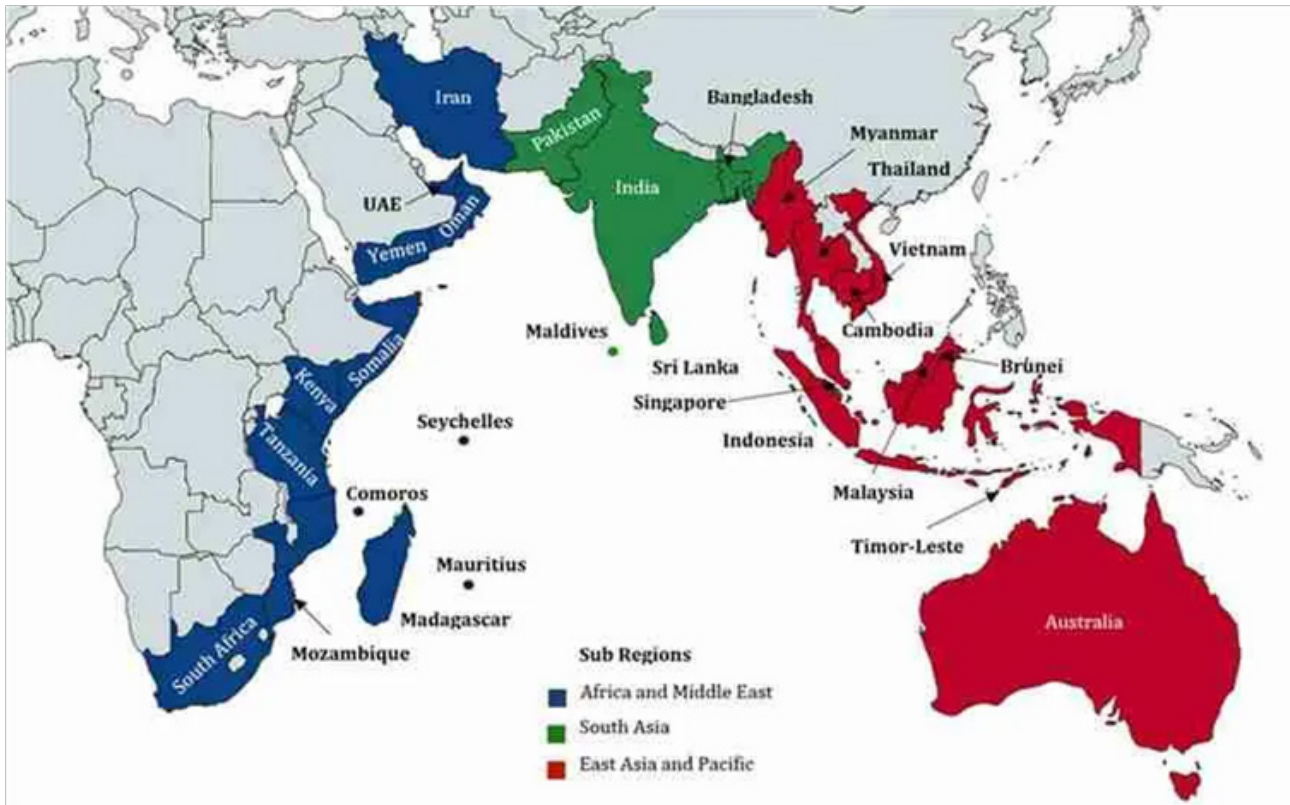 Iran
Pakistan
Bangladesh
Myanmar
Thailand
India
UAE
Oman
Yemen
Vietnam
Maldives
Cambodia
Somalia
Sri Lanka
Brunei
Kenya
Singapore
Seychelles
Indonesia
Tanzania
Comoros
Malaysia
Timor-Leste
Mauritius
Madagascar
Australia
Mozambique
South Africa
Sub Regions
Africa and Middle East
South Asia
East Asia and Pacific